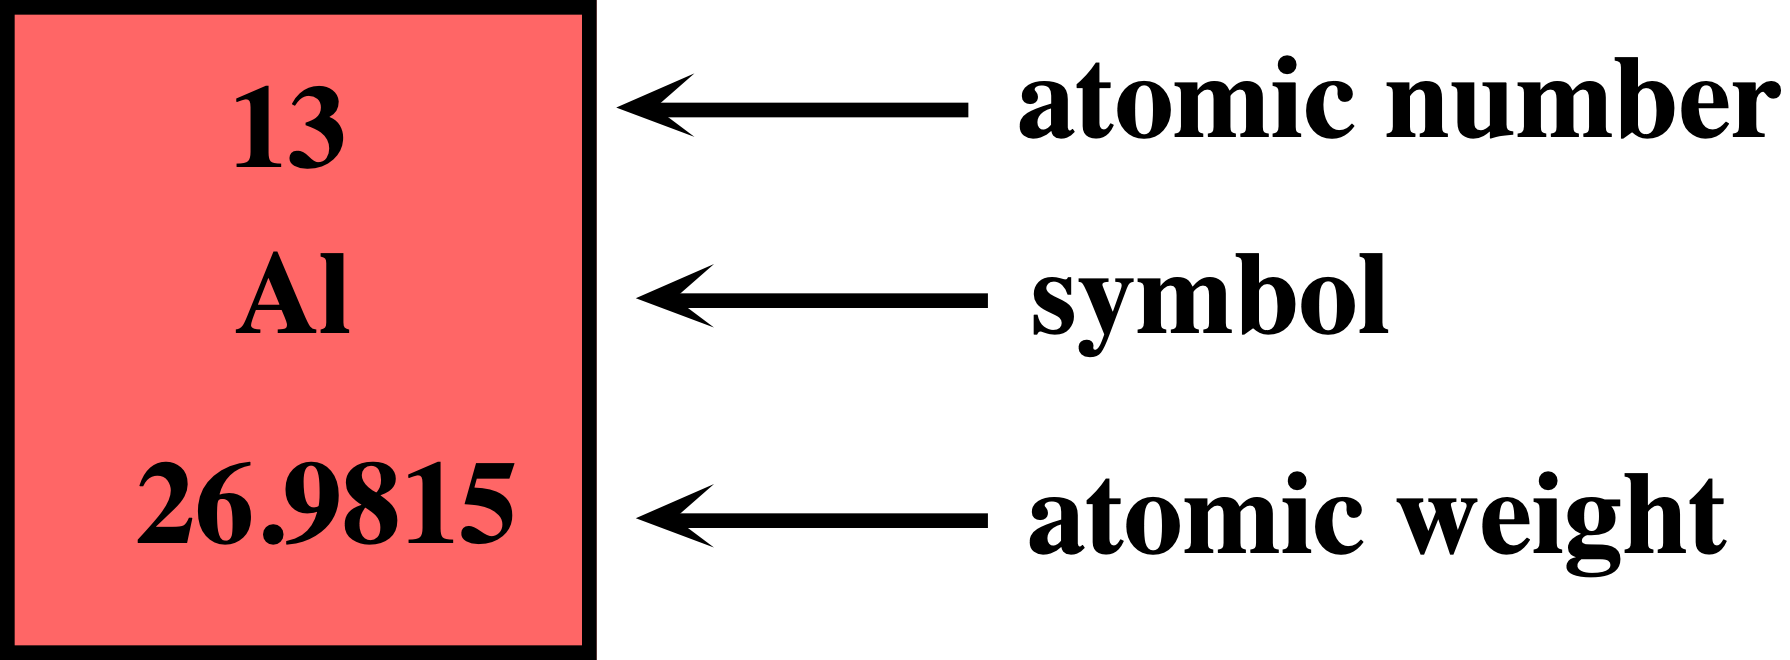 13 atomic number
Al symbol
26.9815 atomic weight